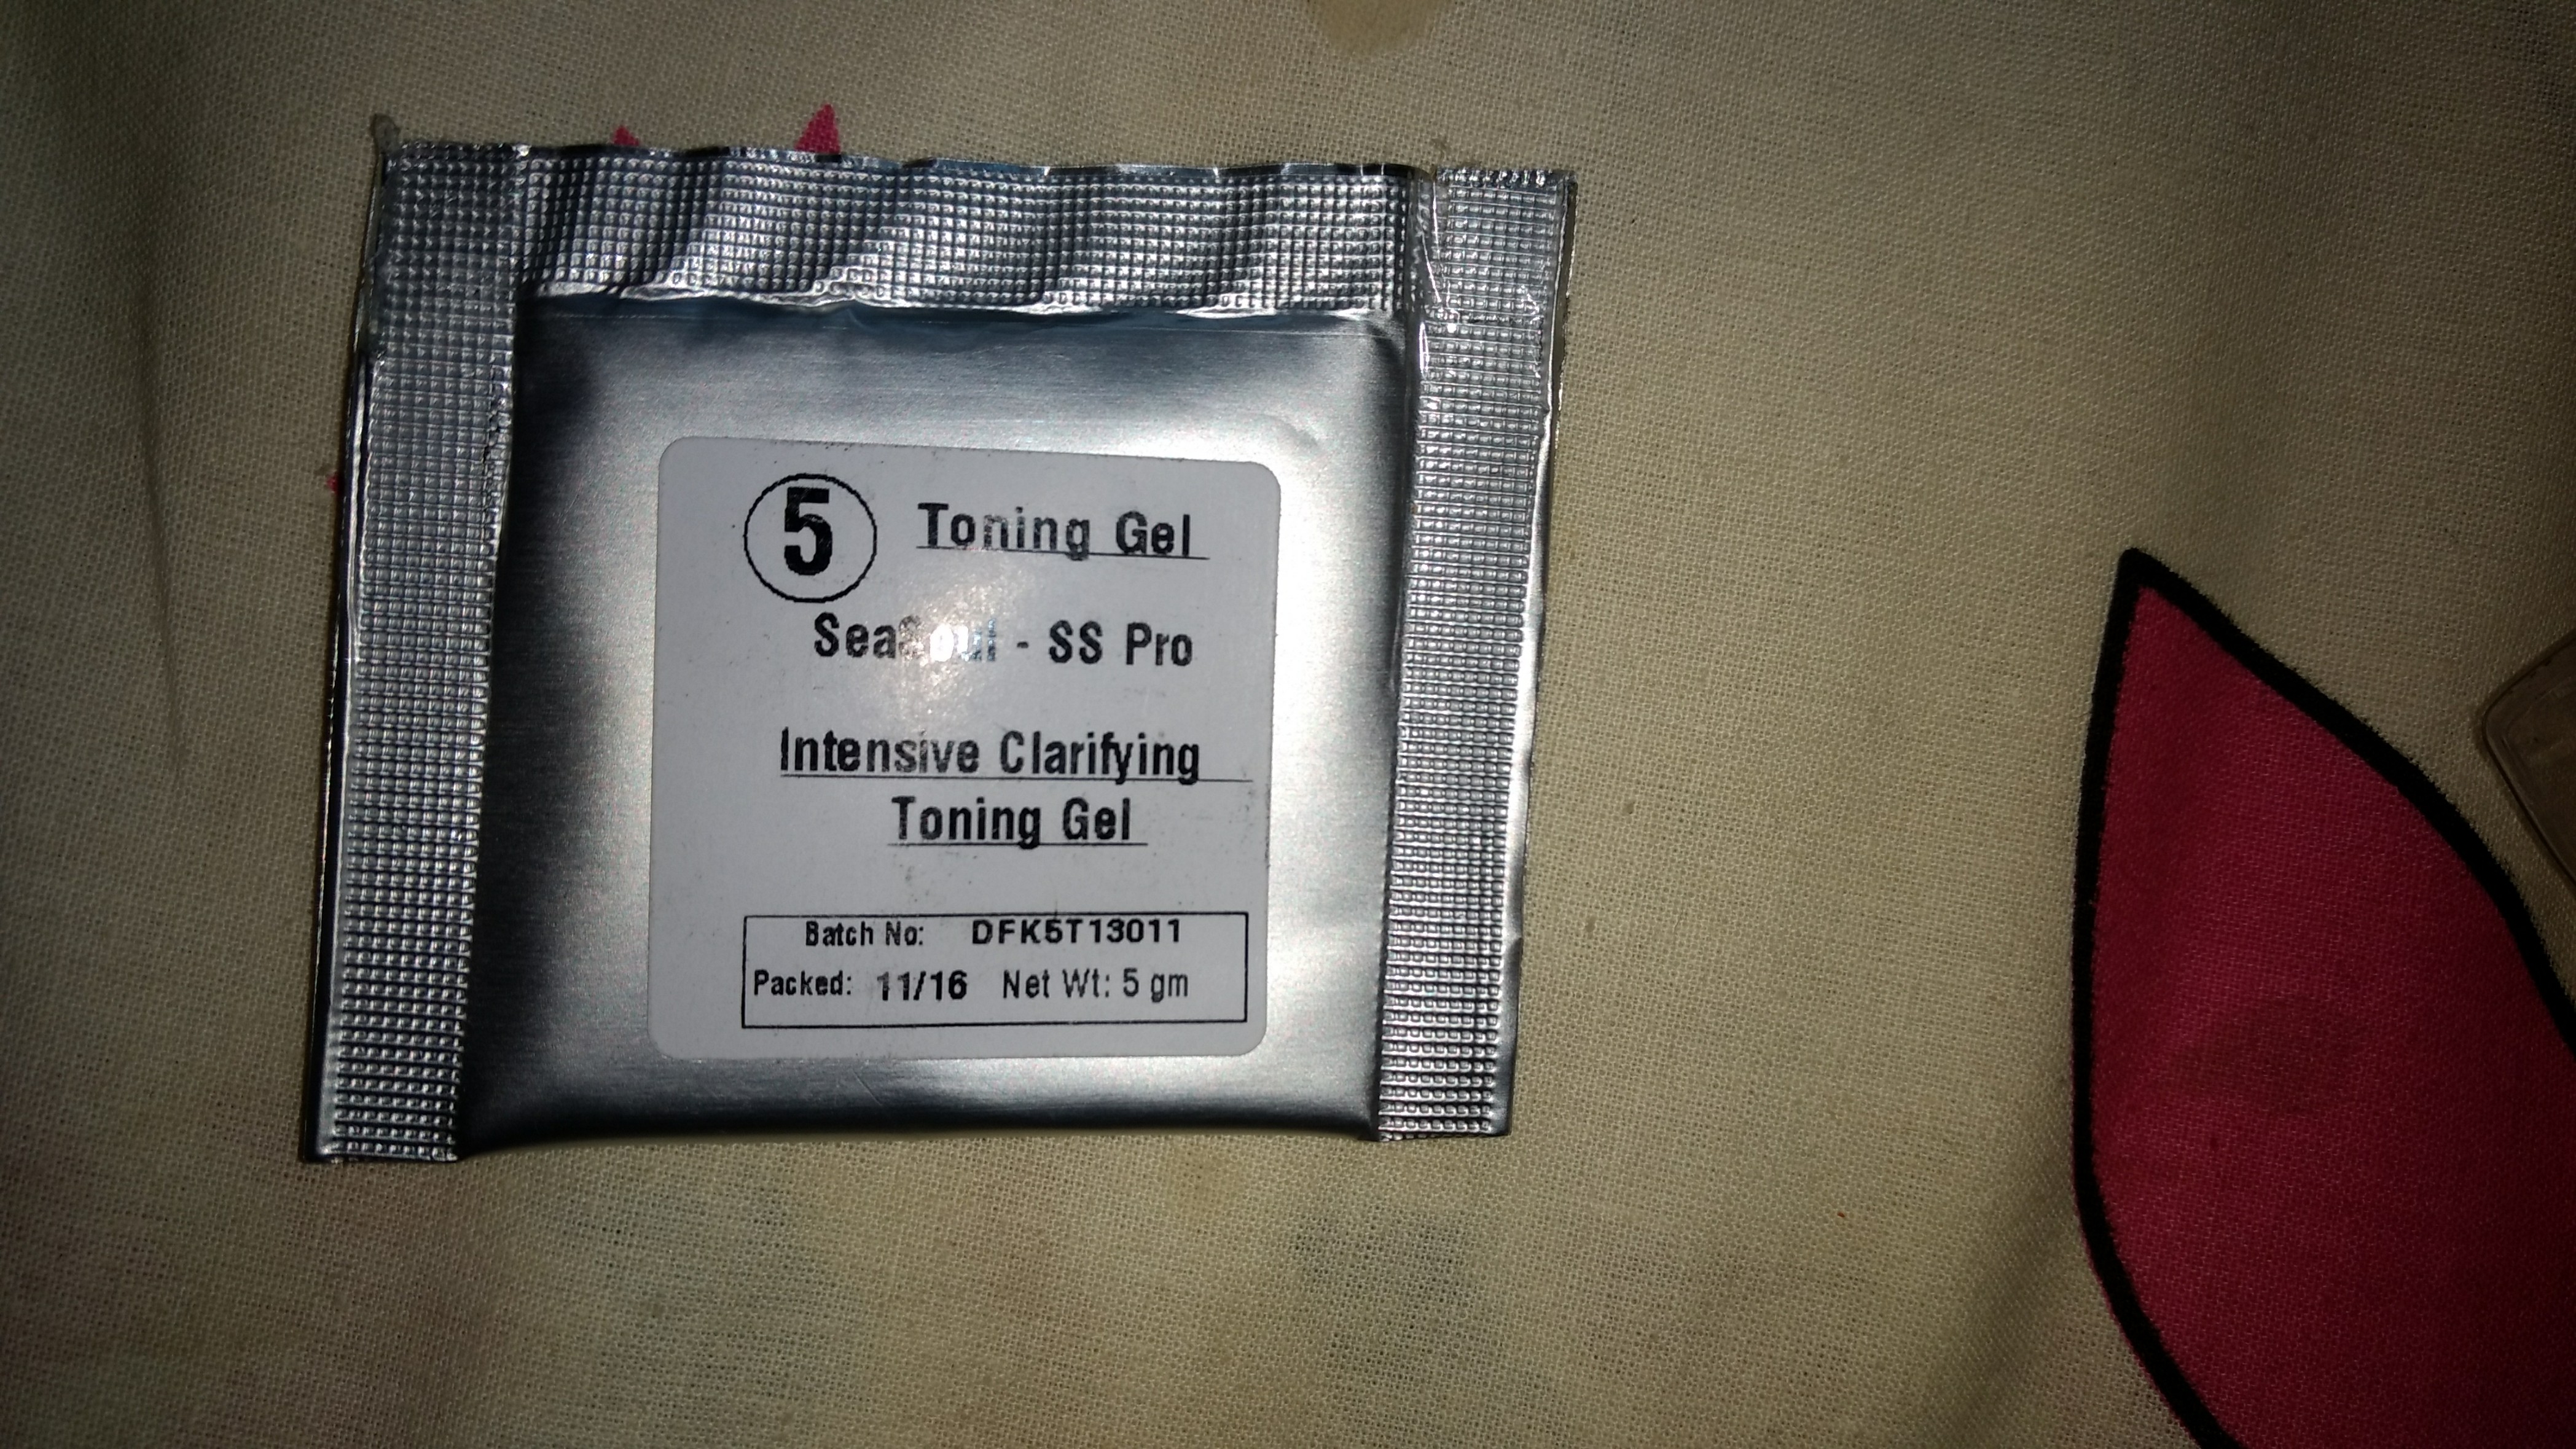 5 Toning Gel
SeaSoul - SS Pro
Intensive Clarifying
Toning Gel
Batch No: DFK5T13011
Packed: 11/16 Net Wt: 5 gm